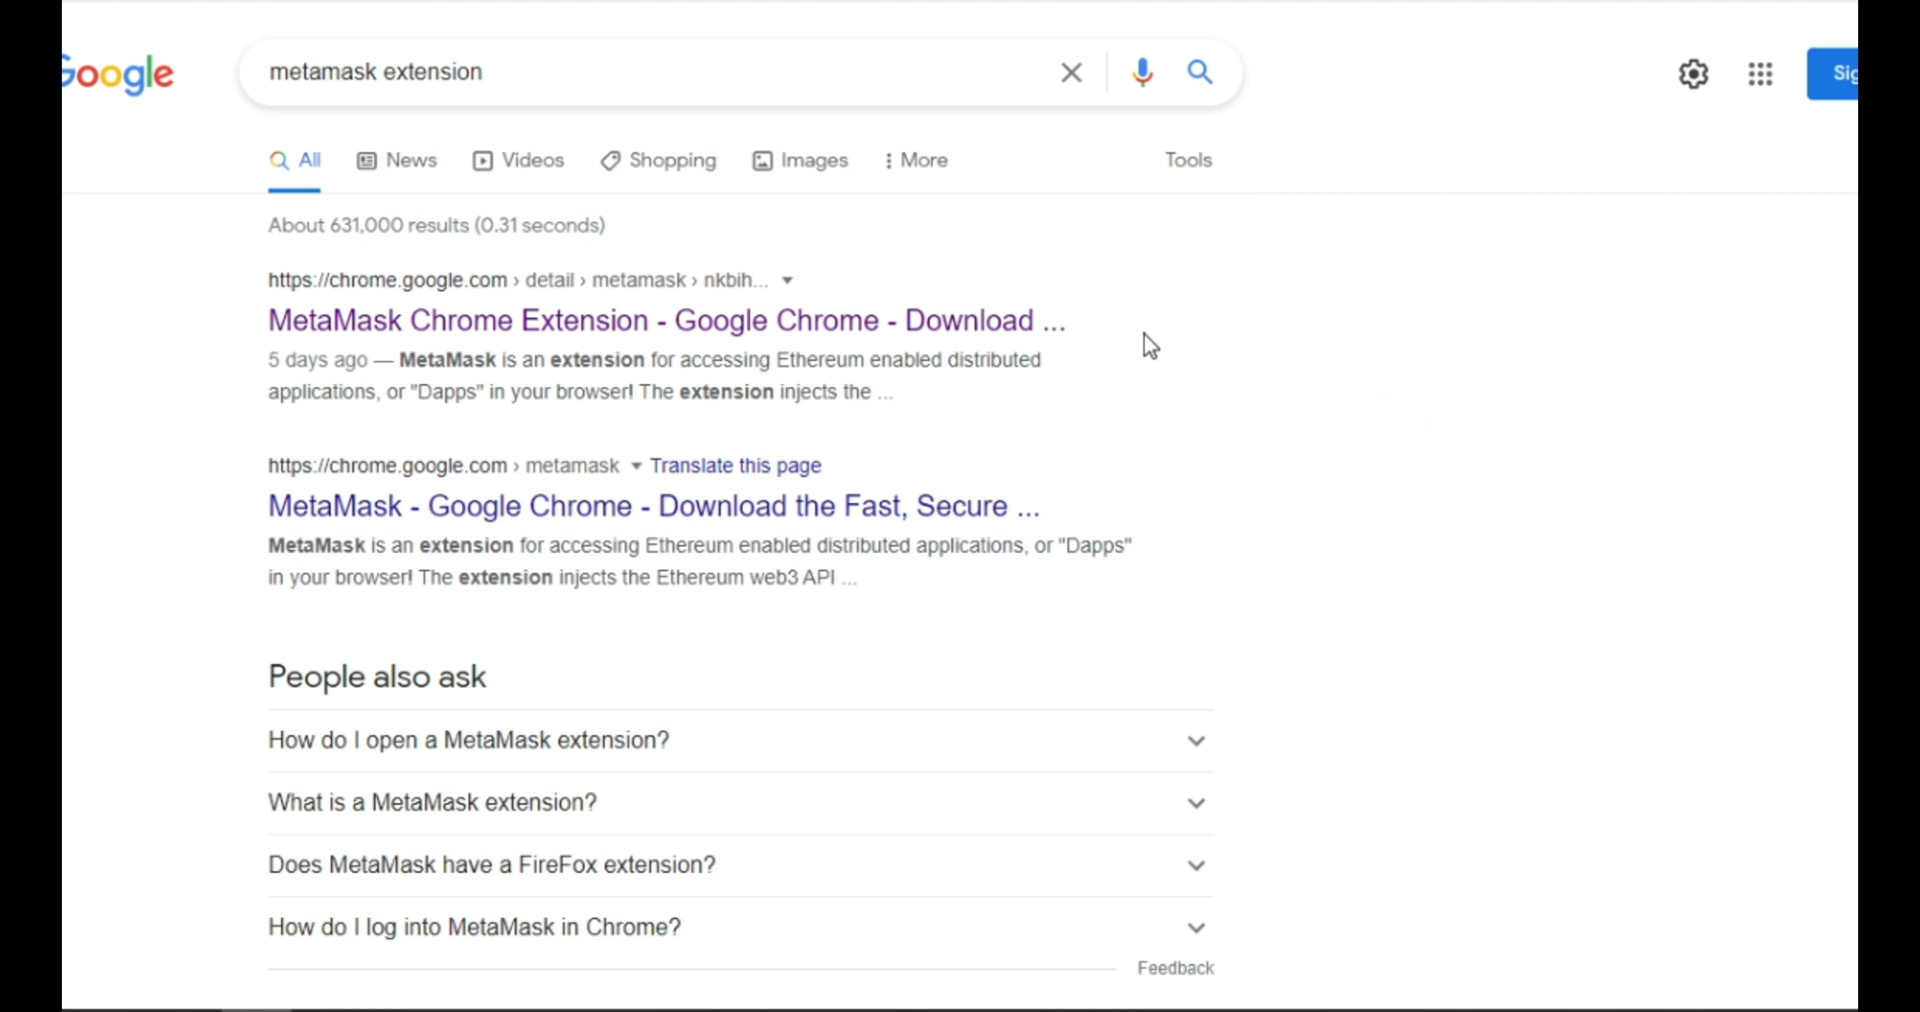 Google
metamask extension
All News Videos Shopping Images More Tools
About 631,000 results (0.31 seconds)
https://chrome.google.com › detail › metamask › nkbih...
MetaMask Chrome Extension - Google Chrome - Download ...
5 days ago — MetaMask is an extension for accessing Ethereum enabled distributed
applications, or "Dapps" in your browser! The extension injects the ...
https://chrome.google.com › metamask Translate this page
MetaMask - Google Chrome - Download the Fast, Secure ...
MetaMask is an extension for accessing Ethereum enabled distributed applications, or "Dapps"
in your browser! The extension injects the Ethereum web3 API ...
People also ask
How do I open a MetaMask extension?
What is a MetaMask extension?
Does MetaMask have a FireFox extension?
How do I log into MetaMask in Chrome?
Feedback